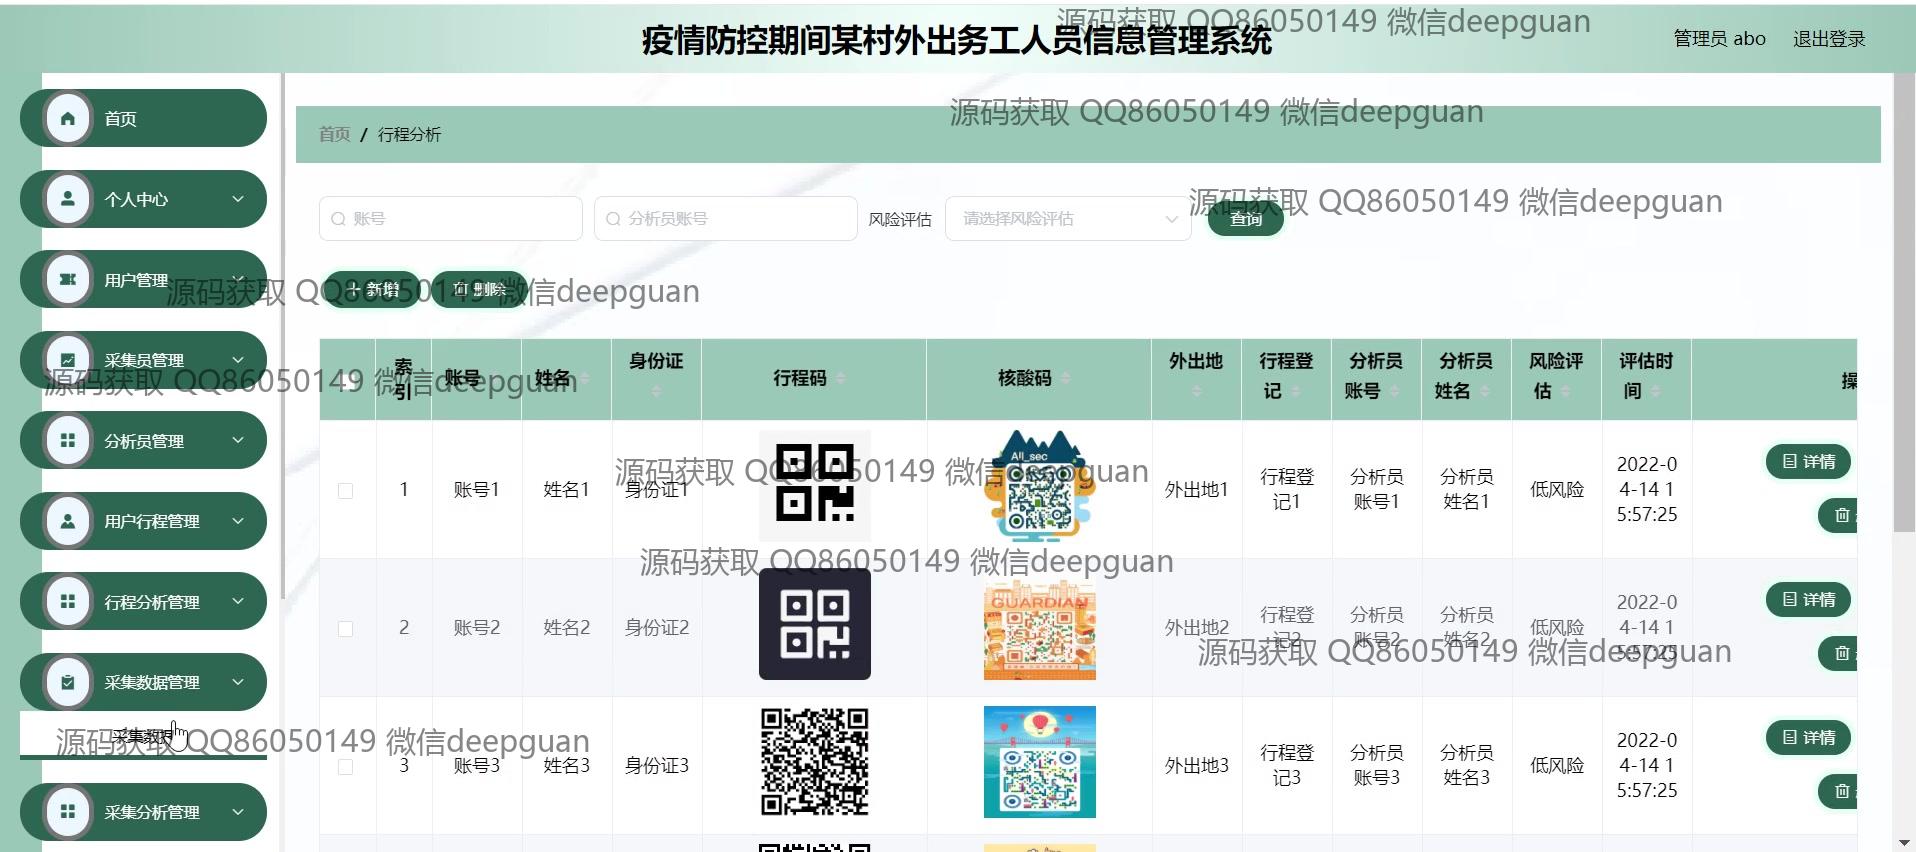 疫情防控期间某村外出务工人员信息管理系统
源码获取 QQ86050149 微信deepguan
管理员 abo
退出登录
首页
个人中心
用户管理
采集员管理
分析员管理
用户行程管理
行程分析管理
采集数据管理
采集数据
采集分析管理
源码获取 QQ86050149 微信deepguan
首页 / 行程分析
源码获取 QQ86050149 微信deepguan
账号
分析员账号
风险评估
请选择风险评估
查询
源码获取 QQ86050149 微信deepguan
新增
删除
源码获取 QQ86050149 微信deepguan
索引 账号 姓名 身份证 行程码 核酸码 外出地 行程登记 分析员账号 分析员姓名 风险评估 评估时间 操
源码获取 QQ86050149 微信deepguan
1 账号1 姓名1 身份证1 All_sec 外出地1 行程登记1 分析员账号1 分析员姓名1 低风险 2022-04-14 15:57:25 详情
源码获取 QQ86050149 微信deepguan
2 账号2 姓名2 身份证2 GUARDIAN 外出地2 行程登记2 分析员账号2 分析员姓名2 低风险 2022-04-14 15:57:25 详情
源码获取 QQ86050149 微信deepguan
源码获取 QQ86050149 微信deepguan
3 账号3 姓名3 身份证3 外出地3 行程登记3 分析员账号3 分析员姓名3 低风险 2022-04-14 15:57:25 详情